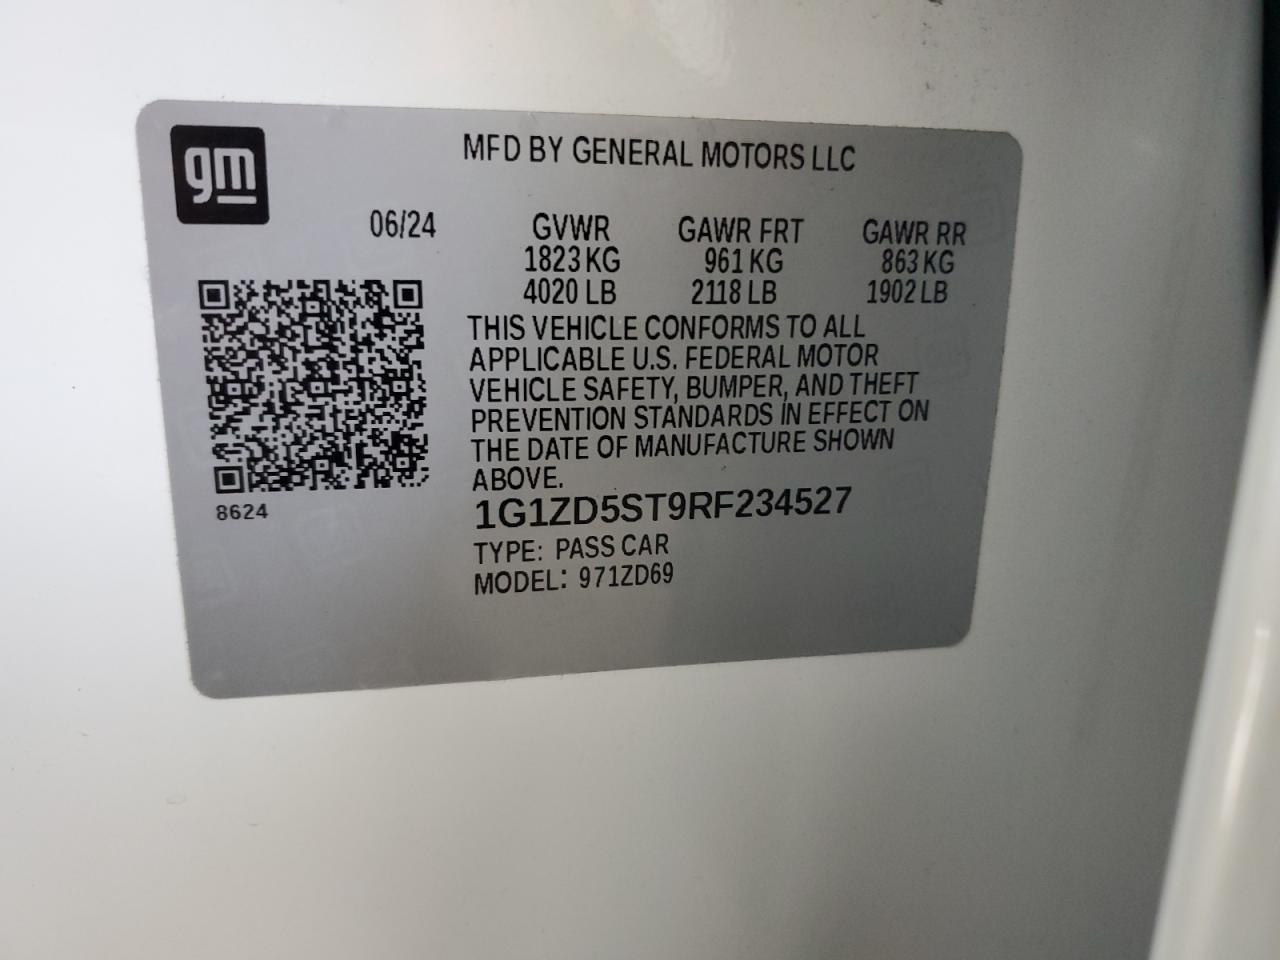 gm
MFD BY GENERAL MOTORS LLC
06/24 GVWR GAWR FRT GAWR RR
1823 KG 961 KG 863 KG
4020 LB 2118 LB 1902 LB
THIS VEHICLE CONFORMS TO ALL
APPLICABLE U.S. FEDERAL MOTOR
VEHICLE SAFETY, BUMPER, AND THEFT
PREVENTION STANDARDS IN EFFECT ON
THE DATE OF MANUFACTURE SHOWN
ABOVE.
8624
1G1ZD5ST9RF234527
TYPE: PASS CAR
MODEL: 971ZD69